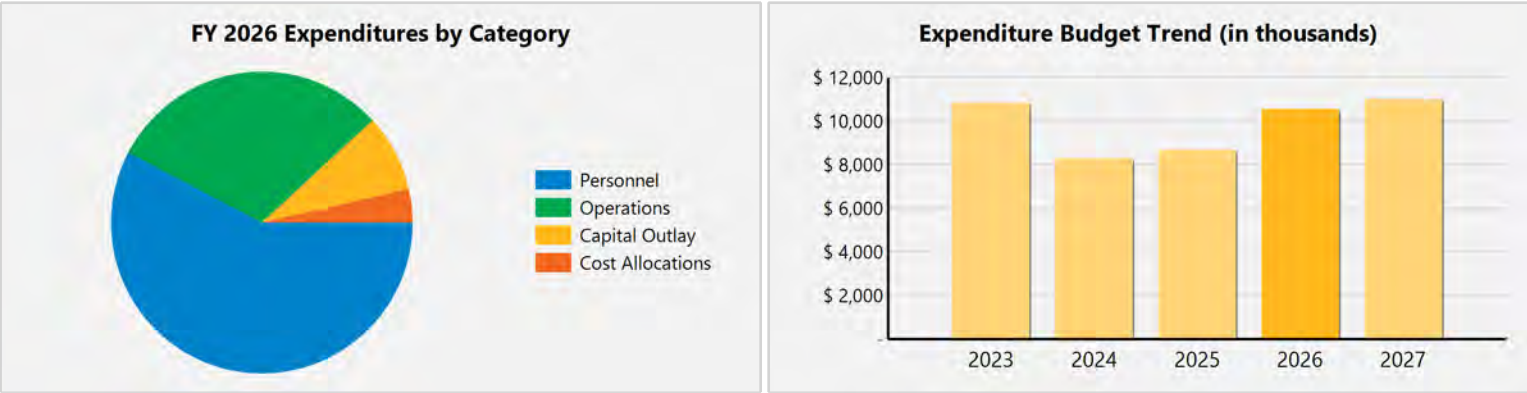 FY 2026 Expenditures by Category
Personnel
Operations
Capital Outlay
Cost Allocations
Expenditure Budget Trend (in thousands)
$ 12,000
$ 10,000
$ 8,000
$ 6,000
$ 4,000
$ 2,000
-
2023 2024 2025 2026 2027